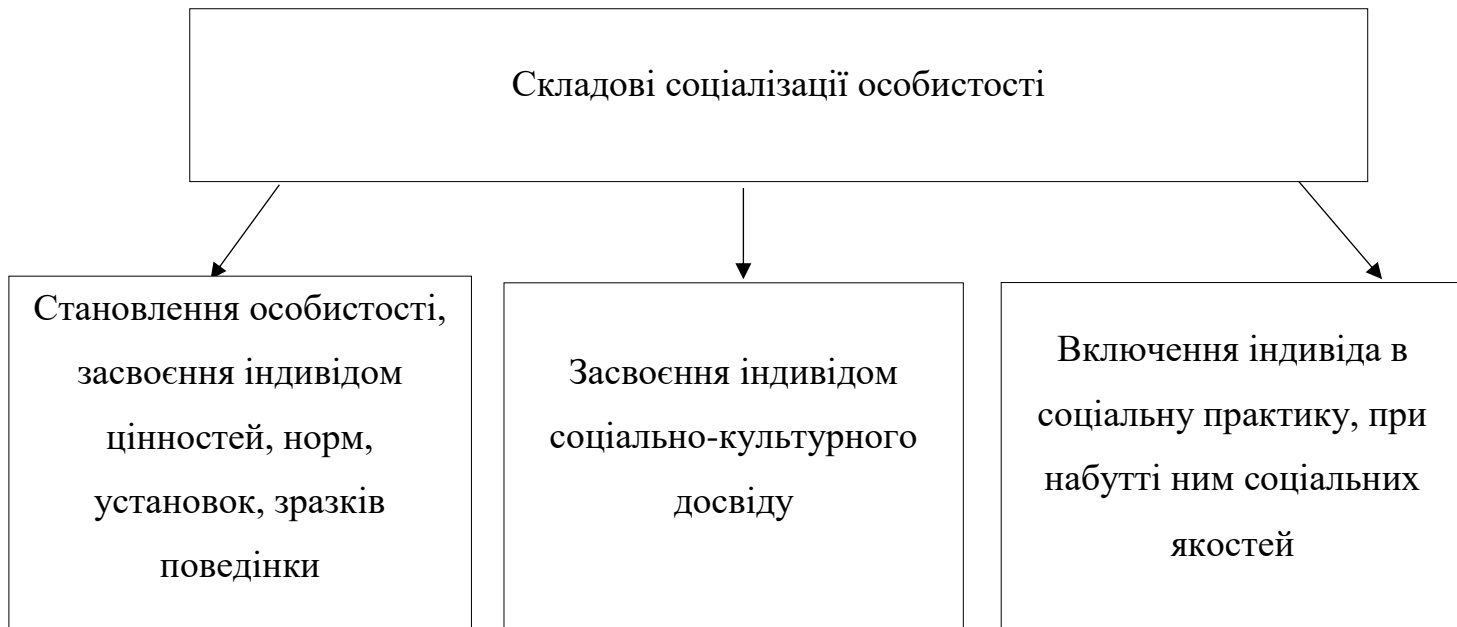 Складові соціалізації особистості
Становлення особистості,
засвоєння індивідом
цінностей, норм,
установок, зразків
поведінки
Засвоєння індивідом
соціально-культурного
досвіду
Включення індивіда в
соціальну практику, при
набутті ним соціальних
якостей